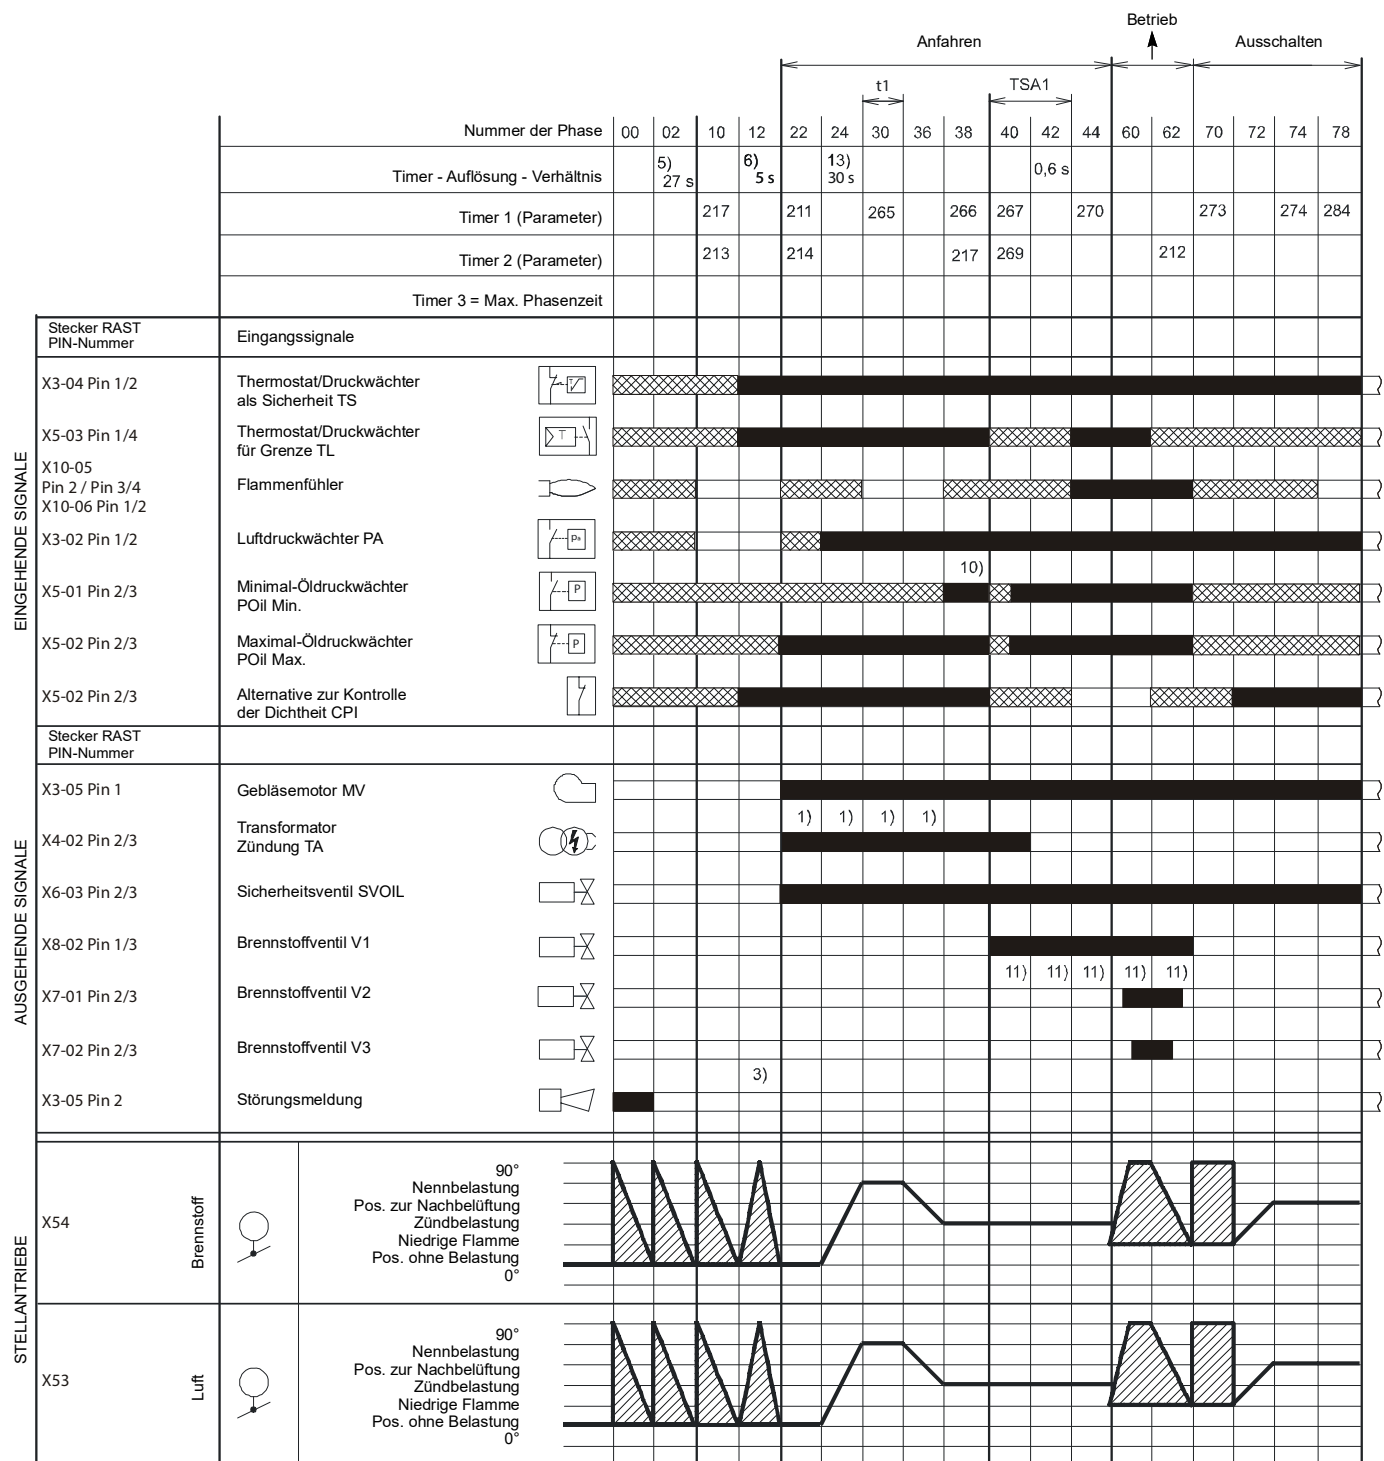 Betrieb
Anfahren
Ausschalten
t1
TSA1
Nummer der Phase 00 02 10 12 22 24 30 36 38 40 42 44 60 62 70 72 74 78
Timer - Auflösung - Verhältnis 5) 27 s 6) 5 s 13) 30 s 0,6 s
Timer 1 (Parameter) 217 211 265 266 267 270 273 274 284
Timer 2 (Parameter) 213 214 217 269 212
Timer 3 = Max. Phasenzeit
Stecker RAST
PIN-Nummer
Eingangssignale
EINGEHENDE SIGNALE
X3-04 Pin 1/2
Thermostat/Druckwächter
als Sicherheit TS
X5-03 Pin 1/4
Thermostat/Druckwächter
für Grenze TL
T
X10-05
Pin 2 / Pin 3/4
X10-06 Pin 1/2
Flammenfühler
X3-02 Pin 1/2
Luftdruckwächter PA
10)
X5-01 Pin 2/3
Minimal-Öldruckwächter
POil Min.
P
X5-02 Pin 2/3
Maximal-Öldruckwächter
POil Max.
P
X5-02 Pin 2/3
Alternative zur Kontrolle
der Dichtheit CPI
Stecker RAST
PIN-Nummer
AUSGEHENDE SIGNALE
X3-05 Pin 1
Gebläsemotor MV
1) 1) 1) 1)
X4-02 Pin 2/3
Transformator
Zündung TA
X6-03 Pin 2/3
Sicherheitsventil SVOIL
X8-02 Pin 1/3
Brennstoffventil V1
11) 11) 11) 11) 11)
X7-01 Pin 2/3
Brennstoffventil V2
X7-02 Pin 2/3
Brennstoffventil V3
3)
X3-05 Pin 2
Störungsmeldung
STELLANTRIEBE
X54
Brennstoff
90°
Nennbelastung
Pos. zur Nachbelüftung
Zündbelastung
Niedrige Flamme
Pos. ohne Belastung
0°
X53
Luft
90°
Nennbelastung
Pos. zur Nachbelüftung
Zündbelastung
Niedrige Flamme
Pos. ohne Belastung
0°